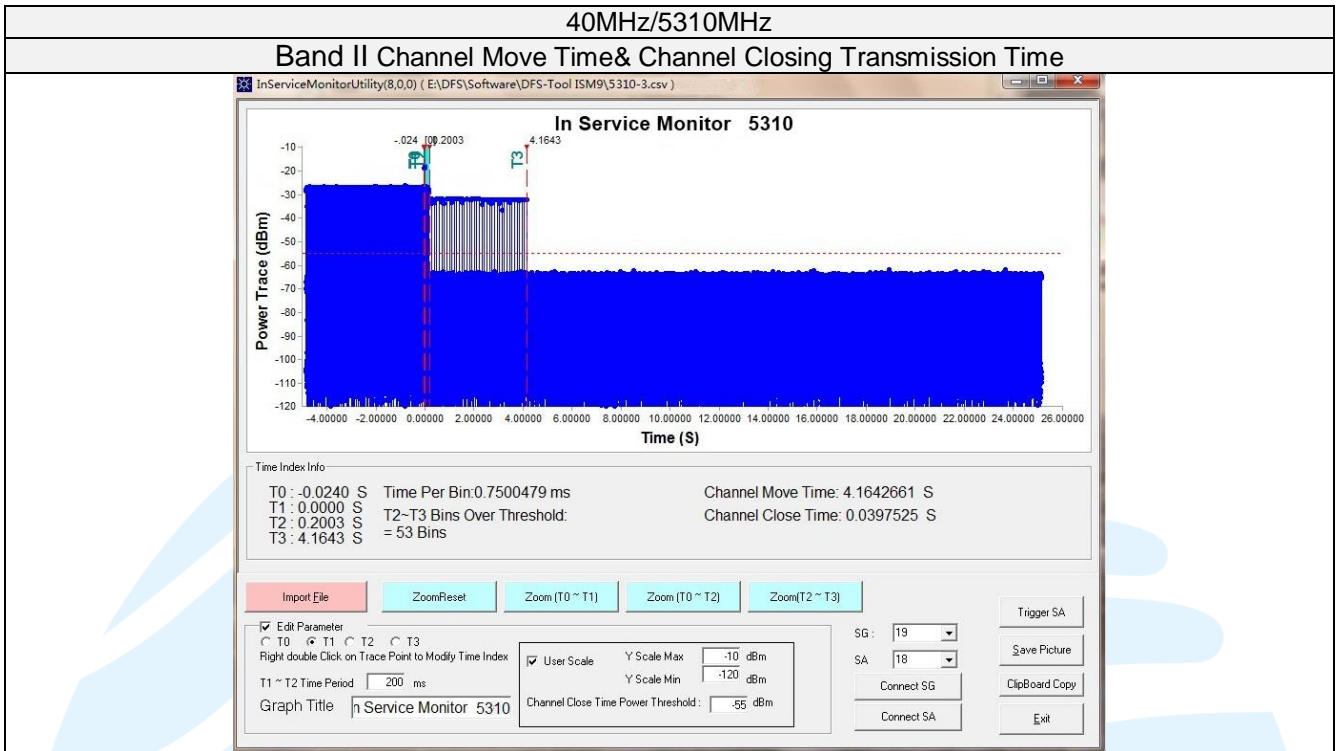 40MHz/5310MHz
Band II Channel Move Time& Channel Closing Transmission Time
InServiceMonitorUtility(8,0,0) ( E:\DFS\Software\DFS-Tool ISM9\5310-3.csv )
In Service Monitor 5310
-.024 0.2003 4.1643
T3
Power Trace (dBm)
-10
-20
-30
-40
-50
-60
-70
-80
-90
-100
-110
-120
-4.00000 -2.00000 0.00000 2.00000 4.00000 6.00000 8.00000 10.00000 12.00000 14.00000 16.00000 18.00000 20.00000 22.00000 24.00000 26.00000
Time (S)
Time Index Info
T0 : -0.0240 S
T1 : 0.0000 S
T2 : 0.2003 S
T3 : 4.1643 S
Time Per Bin:0.7500479 ms
T2~T3 Bins Over Threshold:
= 53 Bins
Channel Move Time: 4.1642661 S
Channel Close Time: 0.0397525 S
Import File ZoomReset Zoom (T0 ~ T1) Zoom (T0 ~ T2) Zoom(T2 ~ T3)
Edit Parameter
T0 T1 T2 T3
Right double Click on Trace Point to Modify Time Index
T1 ~ T2 Time Period 200 ms
Graph Title n Service Monitor 5310
User Scale Y Scale Max -10 dBm
Y Scale Min -120 dBm
Channel Close Time Power Threshold : -55 dBm
SG : 19
SA 18
Connect SG
Connect SA
Trigger SA
Save Picture
ClipBoard Copy
Exit